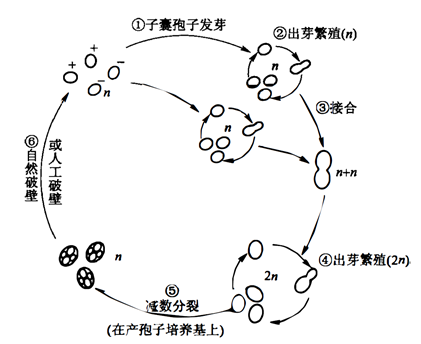 ①子囊孢子发芽
②出芽繁殖(n)
+ + − −
n
n
n
③接合
n+n
④出芽繁殖(2n)
2n
⑤
减数分裂
(在产孢子培养基上)
n
⑥自然破壁
或人工破壁